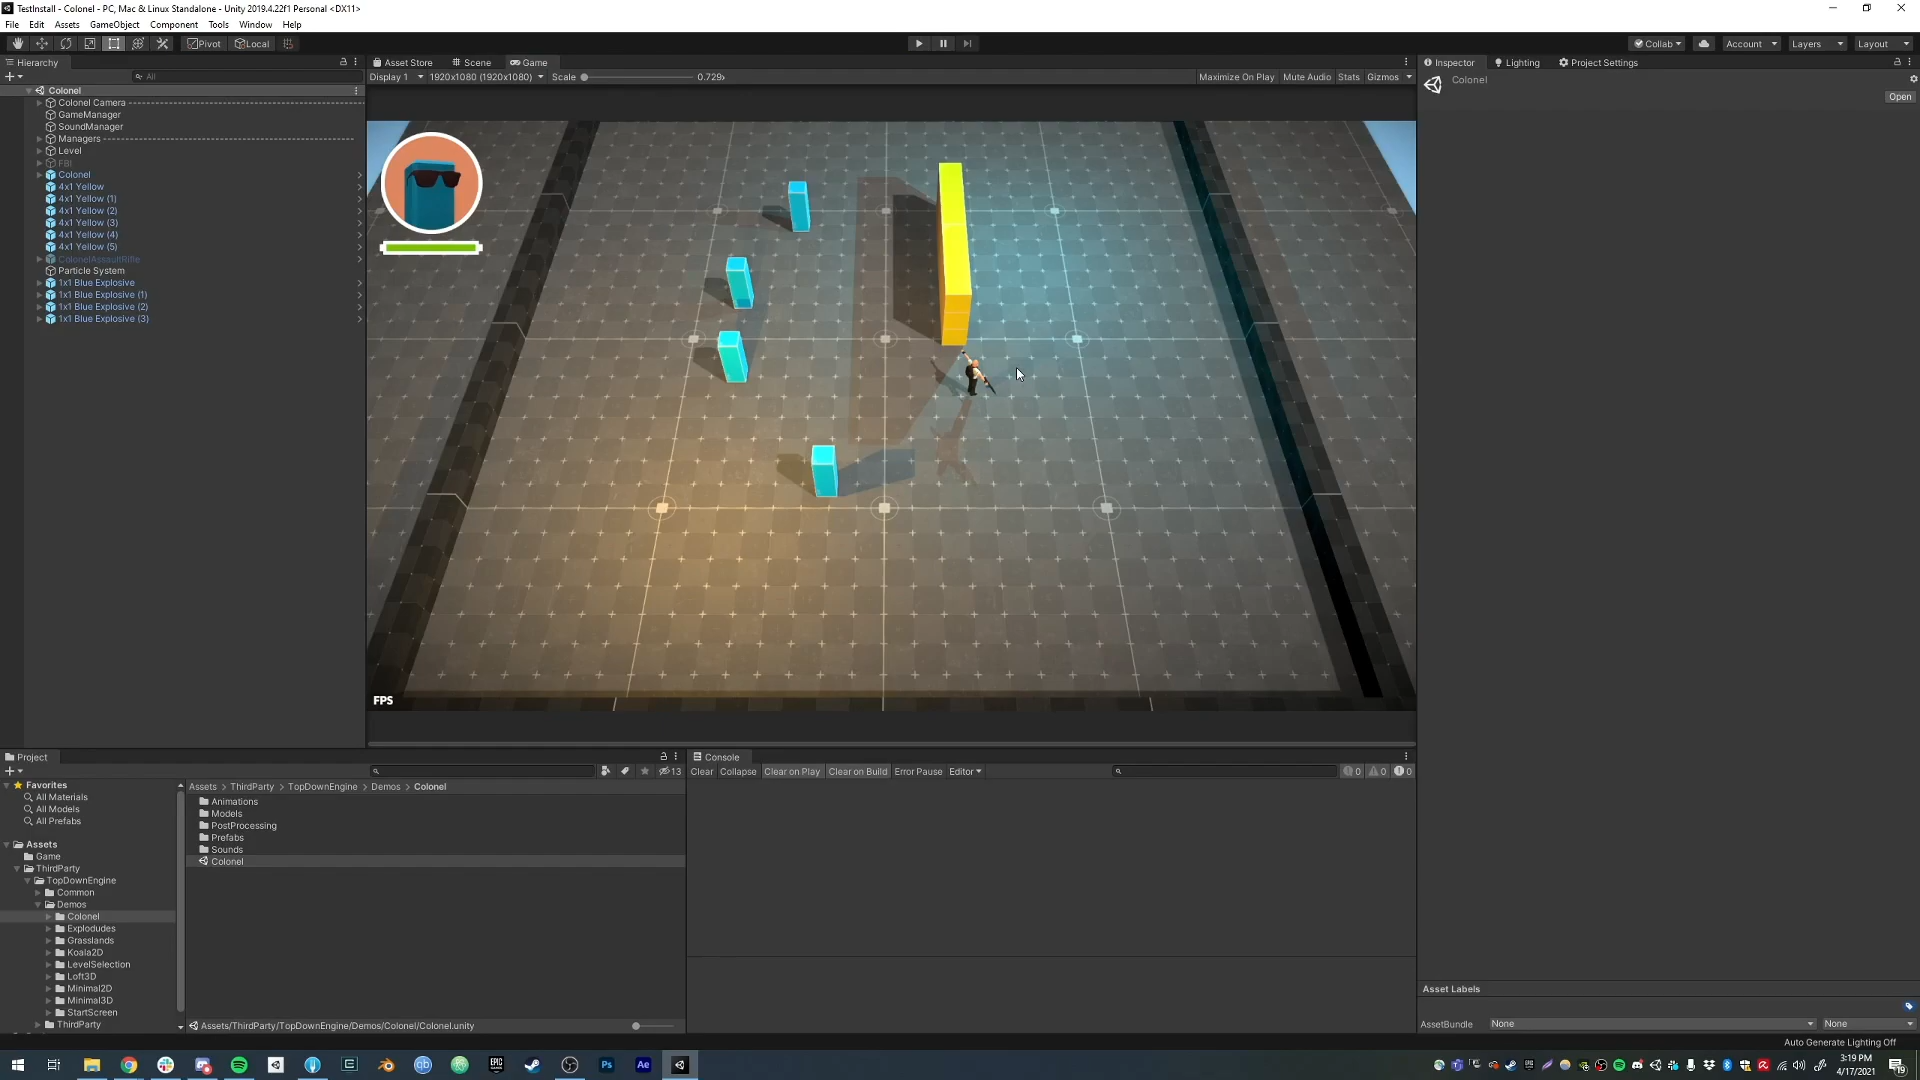 TestInstall - Colonel - PC, Mac & Linux Standalone - Unity 2019.4.22f1 Personal <DX11>
File Edit Assets GameObject Component Tools Window Help
Pivot Local Collab Account Layers Layout
Hierarchy Asset Store Scene Game Inspector Lighting Project Settings
All Display 1 1920x1080 (1920x1080) Scale 0.729x Maximize On Play Mute Audio Stats Gizmos
Colonel
Open
Colonel
Colonel Camera
GameManager
SoundManager
Managers
Level
FBI
Colonel
4x1 Yellow
4x1 Yellow (1)
4x1 Yellow (2)
4x1 Yellow (3)
4x1 Yellow (4)
4x1 Yellow (5)
ColonelAssaultRifle
Particle System
1x1 Blue Explosive
1x1 Blue Explosive (1)
1x1 Blue Explosive (2)
1x1 Blue Explosive (3)
FPS
Project Console
13 Clear Collapse Clear on Play Clear on Build Error Pause Editor 0 0 0
Favorites
All Materials
All Models
All Prefabs
Assets
Game
ThirdParty
TopDownEngine
Common
Demos
Colonel
Explodudes
Grasslands
Koala2D
LevelSelection
Loft3D
Minimal2D
Minimal3D
StartScreen
ThirdParty
Assets > ThirdParty > TopDownEngine > Demos > Colonel
Animations
Models
PostProcessing
Prefabs
Sounds
Colonel
Assets/ThirdParty/TopDownEngine/Demos/Colonel/Colonel.unity
Asset Labels
AssetBundle None None
Auto Generate Lighting Off
3:19 PM
4/17/2021
19